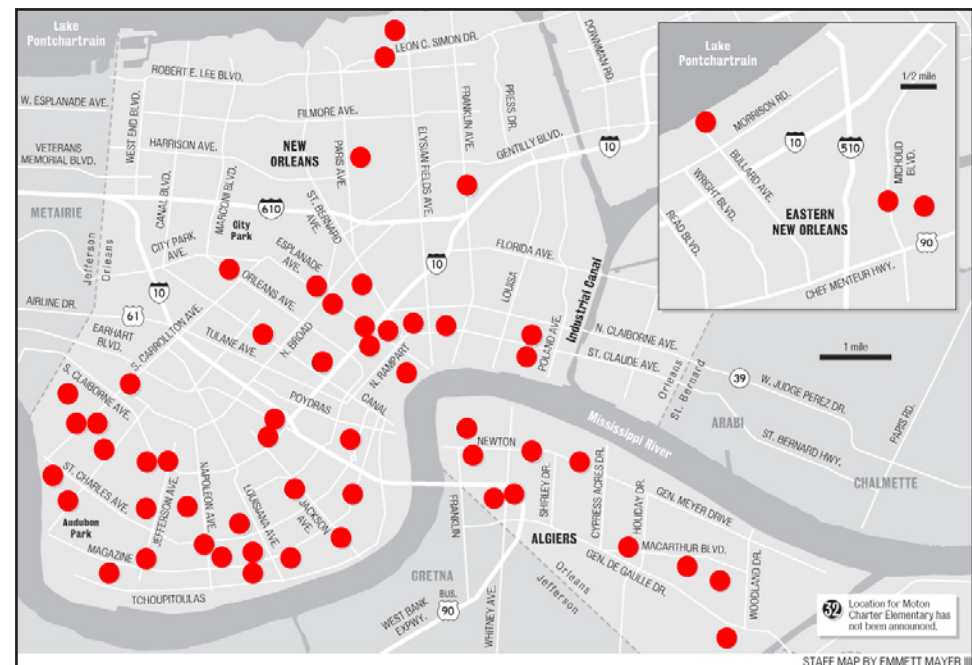 Lake
Pontchartrain
LEON C. SIMON DR.
DOWNMAN RD.
ROBERT E. LEE BLVD.
W. ESPLANADE AVE.
WEST END BLVD.
FILMORE AVE.
FRANKLIN AVE.
PRESS DR.
VETERANS
MEMORIAL BLVD.
HARRISON AVE.
NEW
ORLEANS
PARIS AVE.
ELYSIAN FIELDS AVE.
GENTILLY BLVD.
10
METAIRIE
CANAL BLVD.
MARCONI BLVD.
610
ST. BERNARD
AVE.
City
Park
Jefferson
Orleans
CITY PARK
AVE.
ESPLANADE
AVE.
10
FLORIDA AVE.
ORLEANS AVE.
LOUISA
Industrial Canal
10
AIRLINE DR.
61
EARHART
BLVD.
S. CARROLLTON AVE.
TULANE AVE.
N. BROAD
N. RAMPART
POLAND AVE.
N. CLAIBORNE AVE.
ST. CLAUDE AVE.
Orleans
St. Bernard
39
W. JUDGE PEREZ DR.
PARIS RD.
S. CLAIBORNE AVE.
POYDRAS
CANAL
Mississippi River
ARABI
ST. BERNARD HWY.
CHALMETTE
NEWTON
ST. CHARLES AVE.
JEFFERSON AVE.
NAPOLEON AVE.
LOUISIANA AVE.
JACKSON
AVE.
FRANKLIN
SHIRLEY DR.
CYPRESS ACRES DR.
HOLIDAY DR.
GEN. MEYER DRIVE
Audubon
Park
ALGIERS
MACARTHUR BLVD.
MAGAZINE
GEN. DE GAULLE DR.
WOODLAND DR.
TCHOUPITOULAS
GRETNA
Orleans
Jefferson
WEST BANK
EXPWY.
BUS.
90
WHITNEY AVE.
Lake
Pontchartrain
1/2 mile
MORRISON RD.
10
510
MICHOUD
BLVD.
BULLARD AVE.
WRIGHT BLVD.
READ BLVD.
EASTERN
NEW ORLEANS
90
CHEF MENTEUR HWY.
1 mile
32
Location for Moton
Charter Elementary has
not been announced.
STAFF MAP BY EMMETT MAYER III